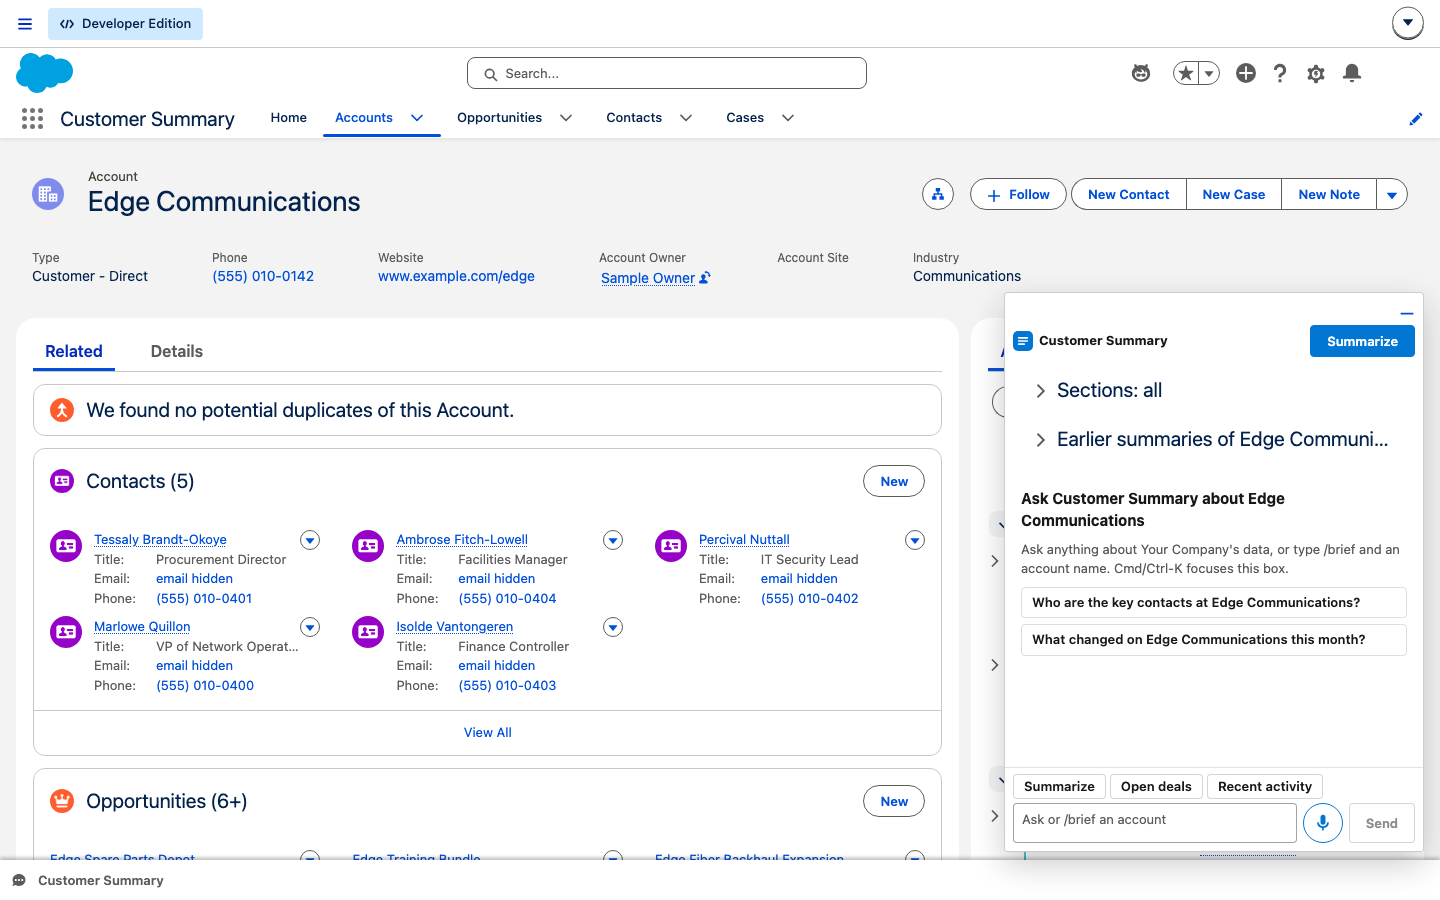 Developer Edition
Search...
Customer Summary
Home
Accounts
Opportunities
Contacts
Cases
Account
Edge Communications
Follow
New Contact
New Case
New Note
Type
Customer - Direct
Phone
(555) 010-0142
Website
www.example.com/edge
Account Owner
Sample Owner
Account Site
Industry
Communications
Related
Details
We found no potential duplicates of this Account.
Contacts (5)
New
Tessaly Brandt-Okoye
Title: Procurement Director
Email: email hidden
Phone: (555) 010-0401
Ambrose Fitch-Lowell
Title: Facilities Manager
Email: email hidden
Phone: (555) 010-0404
Percival Nuttall
Title: IT Security Lead
Email: email hidden
Phone: (555) 010-0402
Marlowe Quillon
Title: VP of Network Operat...
Email: email hidden
Phone: (555) 010-0400
Isolde Vantongeren
Title: Finance Controller
Email: email hidden
Phone: (555) 010-0403
View All
Opportunities (6+)
New
Edge Spare Parts Depot
Edge Training Bundle
Edge Fiber Backhaul Expansion
Customer Summary
Summarize
Sections: all
Earlier summaries of Edge Communi...
Ask Customer Summary about Edge
Communications
Ask anything about Your Company's data, or type /brief and an
account name. Cmd/Ctrl-K focuses this box.
Who are the key contacts at Edge Communications?
What changed on Edge Communications this month?
Summarize
Open deals
Recent activity
Ask or /brief an account
Send
Customer Summary